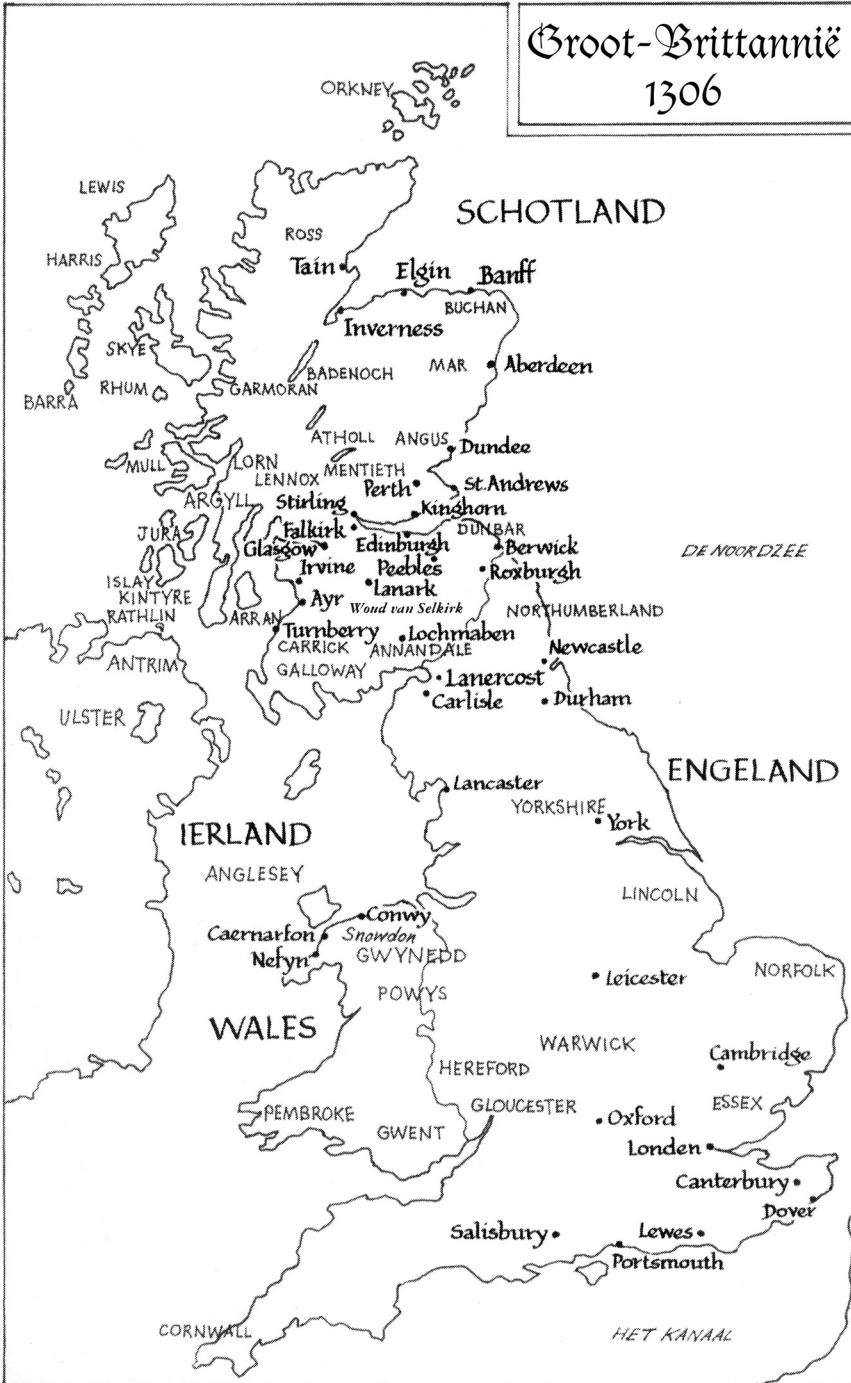 Groot-Brittannië
1306
ORKNEY
LEWIS
SCHOTLAND
ROSS
HARRIS
Tain
Elgin
Banff
BUCHAN
Inverness
SKYE
BADENOCH
MAR
Aberdeen
RHUM
GARMORAN
BARRA
ATHOLL
ANGUS
Dundee
MULL
LORN
MENTIETH
LENNOX
Perth
St.Andrews
ARGYLL
Stirling
Kinghorn
JURA
Falkirk
DUNBAR
Glasgow
Edinburgh
Berwick
DE NOORDZEE
Irvine
Peebles
Roxburgh
ISLAY
Lanark
KINTYRE
Ayr
Woud van Selkirk
NORTHUMBERLAND
RATHLIN
ARRAN
Turnberry
Lochmaben
CARRICK
ANNANDALE
Newcastle
ANTRIM
GALLOWAY
Lanercost
Carlisle
Durham
ULSTER
ENGELAND
Lancaster
YORKSHIRE
York
IERLAND
ANGLESEY
LINCOLN
Conwy
Caernarfon
Snowdon
Nefyn
GWYNEDD
NORFOLK
Leicester
POWYS
WALES
WARWICK
Cambridge
HEREFORD
PEMBROKE
GLOUCESTER
ESSEX
Oxford
GWENT
Londen
Canterbury
Dover
Salisbury
Lewes
Portsmouth
CORNWALL
HET KANAAL